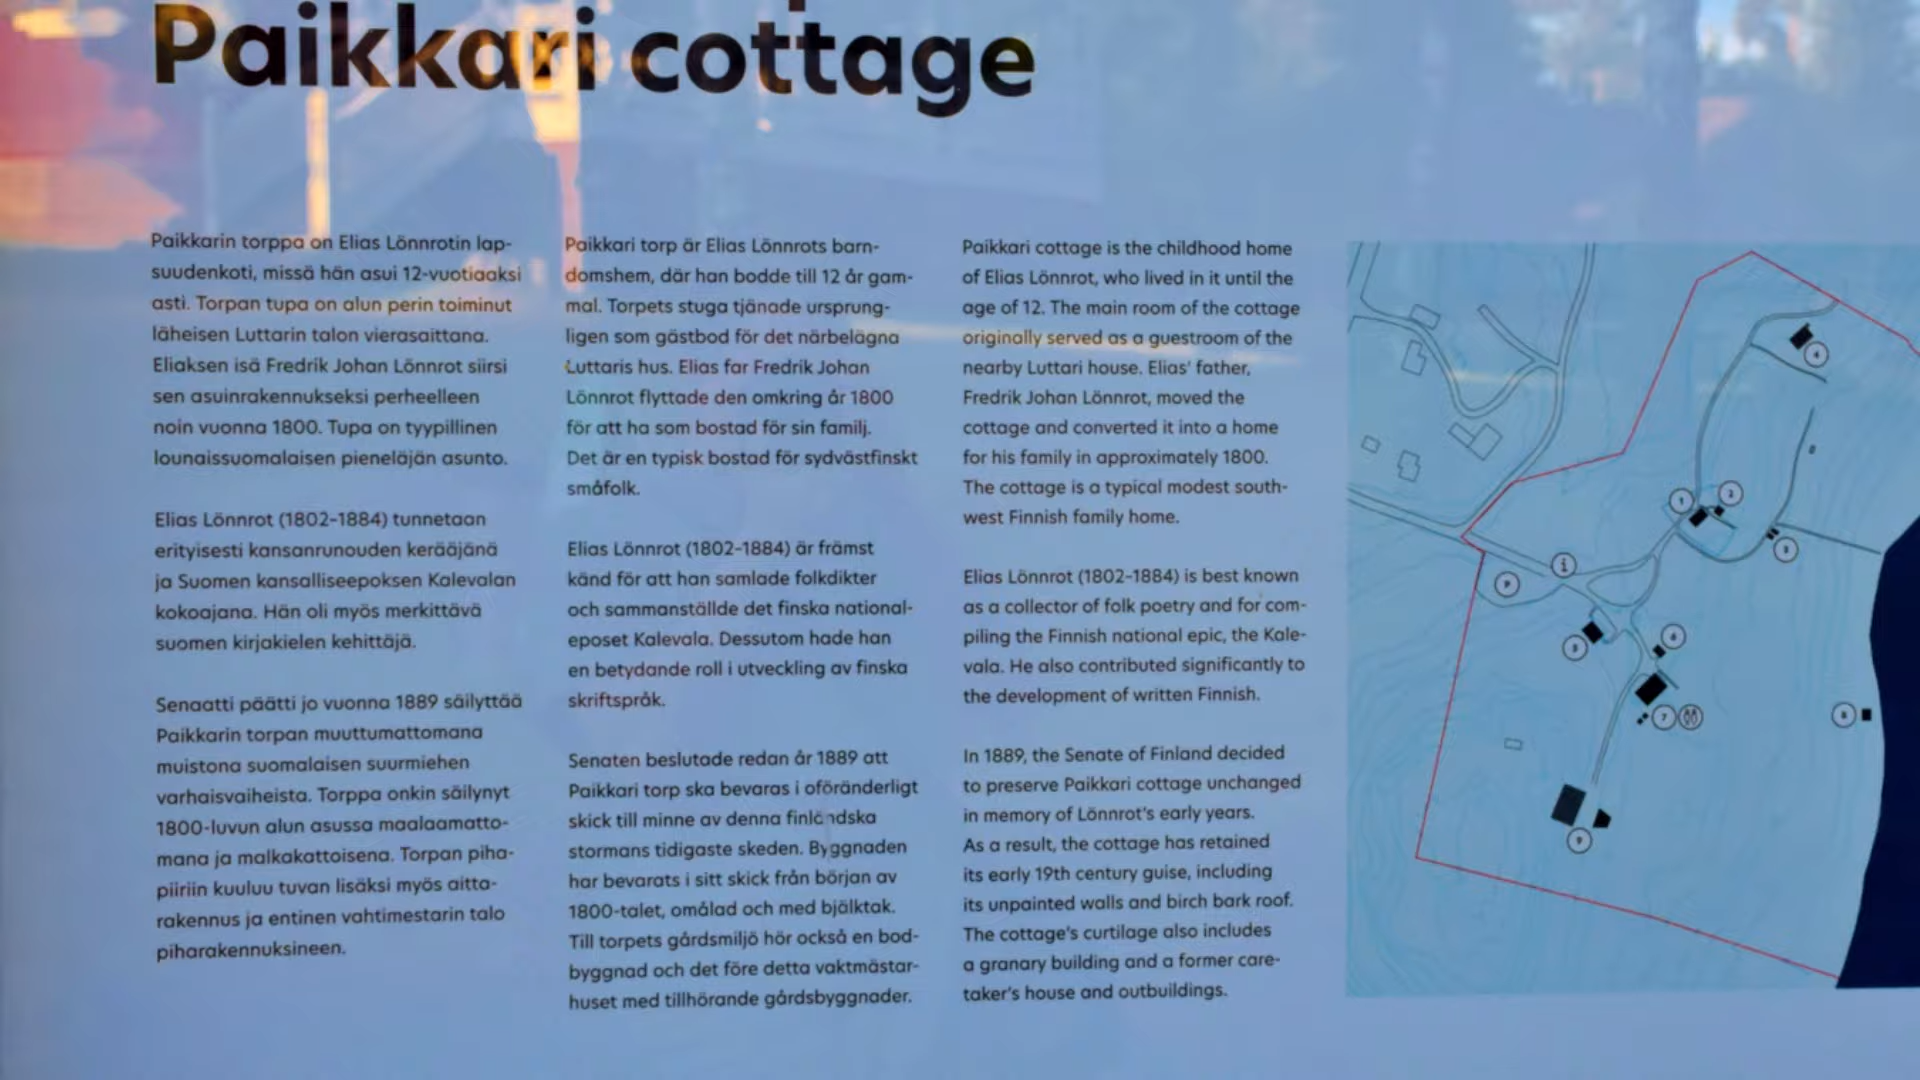 Paikkari cottage
Paikkarin torppa on Elias Lönnrotin lap-
suudenkoti, missä hän asui 12-vuotiaaksi
asti. Torpan tupa on alun perin toiminut
läheisen Luttarin talon vierasaittana.
Eliaksen isä Fredrik Johan Lönnrot siirsi
sen asuinrakennukseksi perheelleen
noin vuonna 1800. Tupa on tyypillinen
lounaissuomalaisen pieneläjän asunto.
Elias Lönnrot (1802-1884) tunnetaan
erityisesti kansanrunouden kerääjänä
ja Suomen kansalliseepoksen Kalevalan
kokoajana. Hän oli myös merkittävä
suomen kirjakielen kehittäjä.
Senaatti päätti jo vuonna 1889 säilyttää
Paikkarin torpan muuttumattomana
muistona suomalaisen suurmiehen
varhaisvaiheista. Torppa onkin säilynyt
1800-luvun alun asussa maalaamatto-
mana ja malkakattoisena. Torpan piha-
piiriin kuuluu tuvan lisäksi myös aitta-
rakennus ja entinen vahtimestarin talo
piharakennuksineen.
Paikkari torp är Elias Lönnrots barn-
domshem, där han bodde till 12 år gam-
mal. Torpets stuga tjänade ursprung-
ligen som gästbod för det närbelägna
Luttaris hus. Elias far Fredrik Johan
Lönnrot flyttade den omkring år 1800
för att ha som bostad för sin familj.
Det är en typisk bostad för sydvästfinskt
småfolk.
Elias Lönnrot (1802-1884) är främst
känd för att han samlade folkdikter
och sammanställde det finska national-
eposet Kalevala. Dessutom hade han
en betydande roll i utveckling av finska
skriftspråk.
Senaten beslutade redan år 1889 att
Paikkari torp ska bevaras i oföränderligt
skick till minne av denna finländska
stormans tidigaste skeden. Byggnaden
har bevarats i sitt skick från början av
1800-talet, omålad och med bjälktak.
Till torpets gårdsmiljö hör också en bod-
byggnad och det före detta vaktmästar-
huset med tillhörande gårdsbyggnader.
Paikkari cottage is the childhood home
of Elias Lönnrot, who lived in it until the
age of 12. The main room of the cottage
originally served as a guestroom of the
nearby Luttari house. Elias' father,
Fredrik Johan Lönnrot, moved the
cottage and converted it into a home
for his family in approximately 1800.
The cottage is a typical modest south-
west Finnish family home.
Elias Lönnrot (1802-1884) is best known
as a collector of folk poetry and for com-
piling the Finnish national epic, the Kale-
vala. He also contributed significantly to
the development of written Finnish.
In 1889, the Senate of Finland decided
to preserve Paikkari cottage unchanged
in memory of Lönnrot's early years.
As a result, the cottage has retained
its early 19th century guise, including
its unpainted walls and birch bark roof.
The cottage's curtilage also includes
a granary building and a former care-
taker's house and outbuildings.
4
1
2
i
P
6
7
9